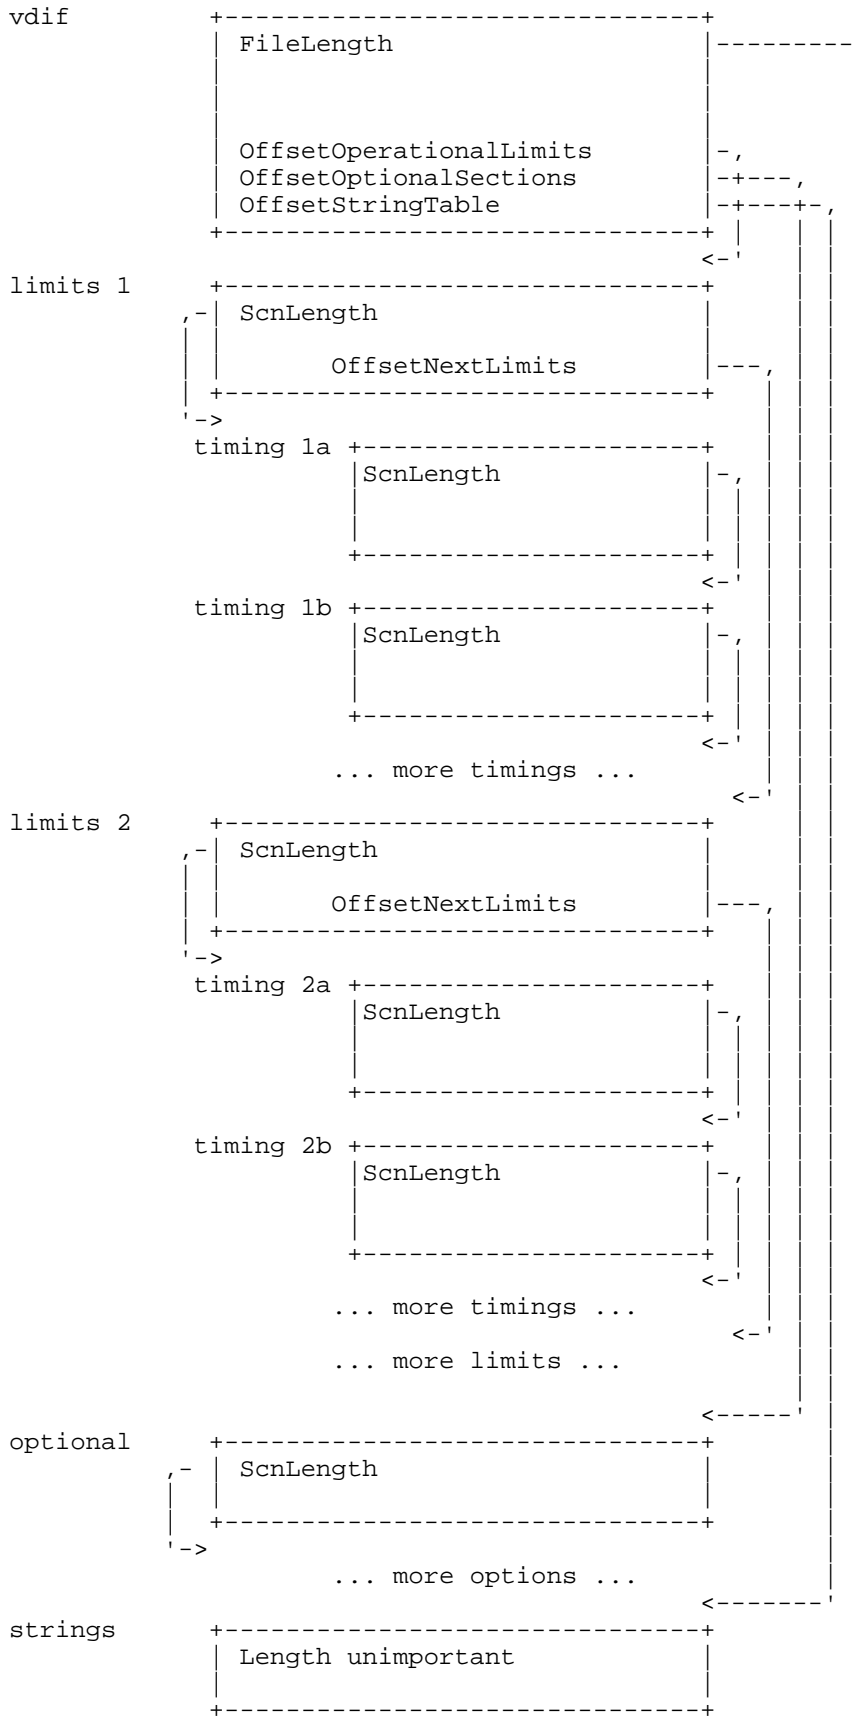 vdif
FileLength
OffsetOperationalLimits
OffsetOptionalSections
OffsetStringTable
limits 1
ScnLength
OffsetNextLimits
timing 1a
ScnLength
timing 1b
ScnLength
... more timings ...
limits 2
ScnLength
OffsetNextLimits
timing 2a
ScnLength
timing 2b
ScnLength
... more timings ...
... more limits ...
optional
ScnLength
... more options ...
strings
Length unimportant